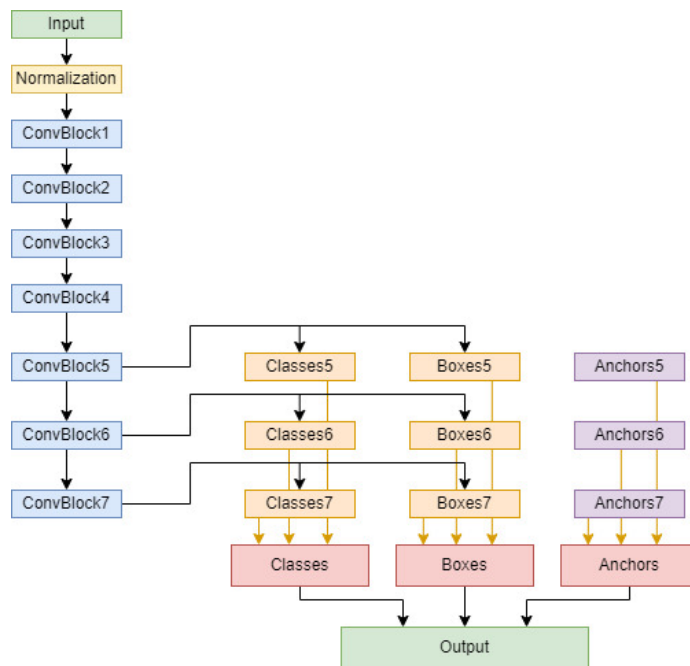 Input
Normalization
ConvBlock1
ConvBlock2
ConvBlock3
ConvBlock4
ConvBlock5
Classes5
Boxes5
Anchors5
ConvBlock6
Classes6
Boxes6
Anchors6
ConvBlock7
Classes7
Boxes7
Anchors7
Classes
Boxes
Anchors
Output